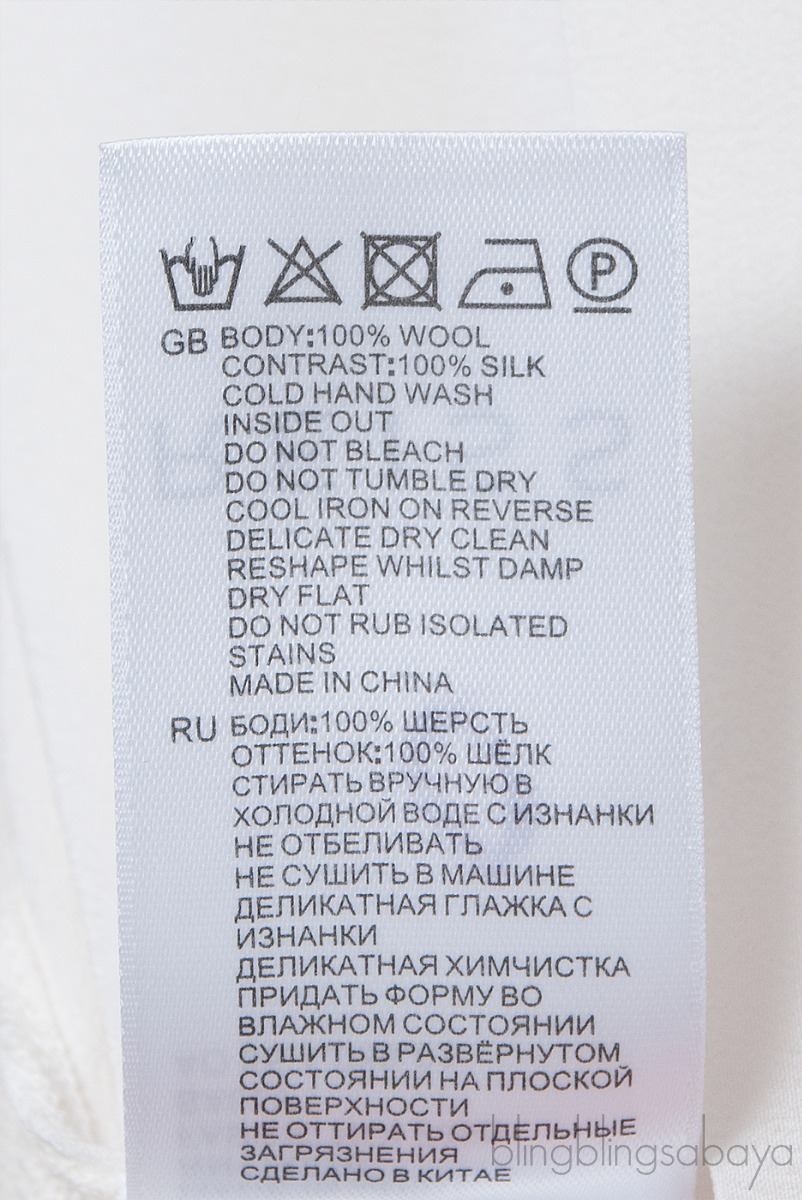 P
GB BODY:100% WOOL
CONTRAST:100% SILK
COLD HAND WASH
INSIDE OUT
DO NOT BLEACH
DO NOT TUMBLE DRY
COOL IRON ON REVERSE
DELICATE DRY CLEAN
RESHAPE WHILST DAMP
DRY FLAT
DO NOT RUB ISOLATED
STAINS
MADE IN CHINA
RU БОДИ:100% ШЕРСТЬ
ОТТЕНОК:100% ШЁЛК
СТИРАТЬ ВРУЧНУЮ В
ХОЛОДНОЙ ВОДЕ С ИЗНАНКИ
НЕ ОТБЕЛИВАТЬ
НЕ СУШИТЬ В МАШИНЕ
ДЕЛИКАТНАЯ ГЛАЖКА С
ИЗНАНКИ
ДЕЛИКАТНАЯ ХИМЧИСТКА
ПРИДАТЬ ФОРМУ ВО
ВЛАЖНОМ СОСТОЯНИИ
СУШИТЬ В РАЗВЁРНУТОМ
СОСТОЯНИИ НА ПЛОСКОЙ
ПОВЕРХНОСТИ
НЕ ОТТИРАТЬ ОТДЕЛЬНЫЕ
ЗАГРЯЗНЕНИЯ
СДЕЛАНО В КИТАЕ
blingblingsabaya